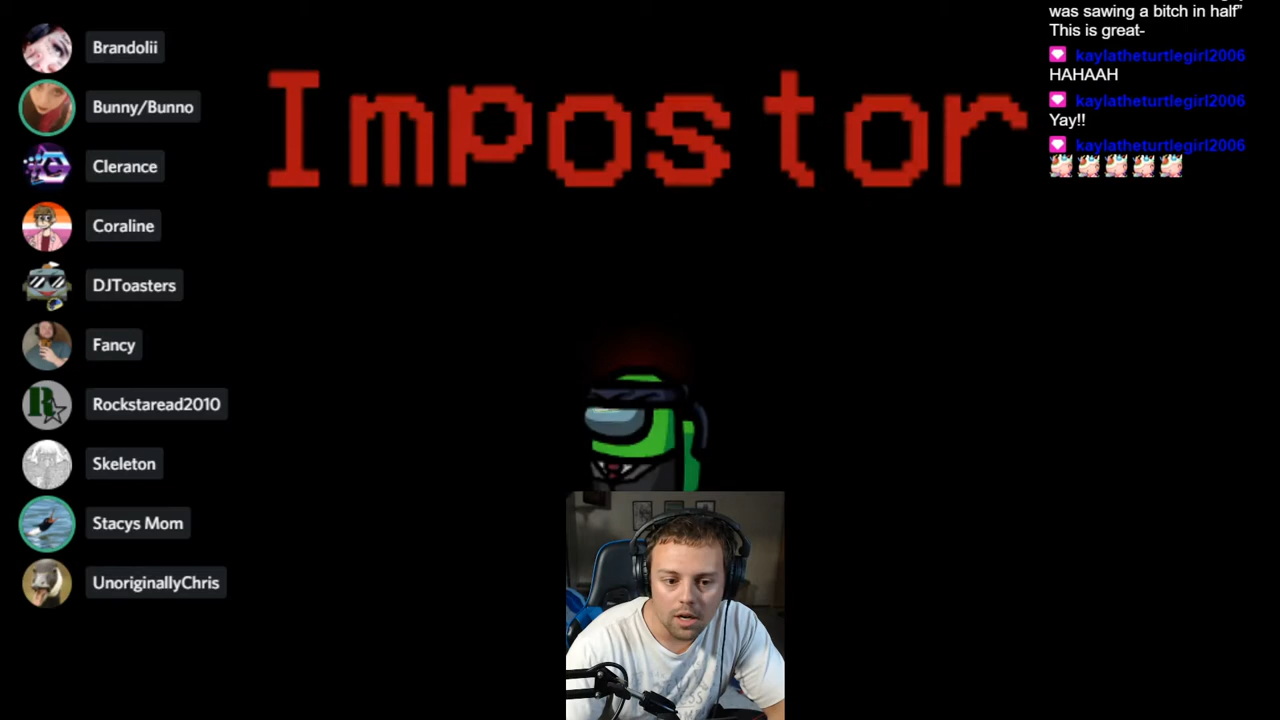 Brandolii
Bunny/Bunno
Clerance
Coraline
DJToasters
Fancy
Rockstaread2010
Skeleton
Stacys Mom
UnoriginallyChris
Impostor
was sawing a bitch in half"
This is great-
kaylatheturtlegirl2006
HAHAAH
kaylatheturtlegirl2006
Yay!!
kaylatheturtlegirl2006